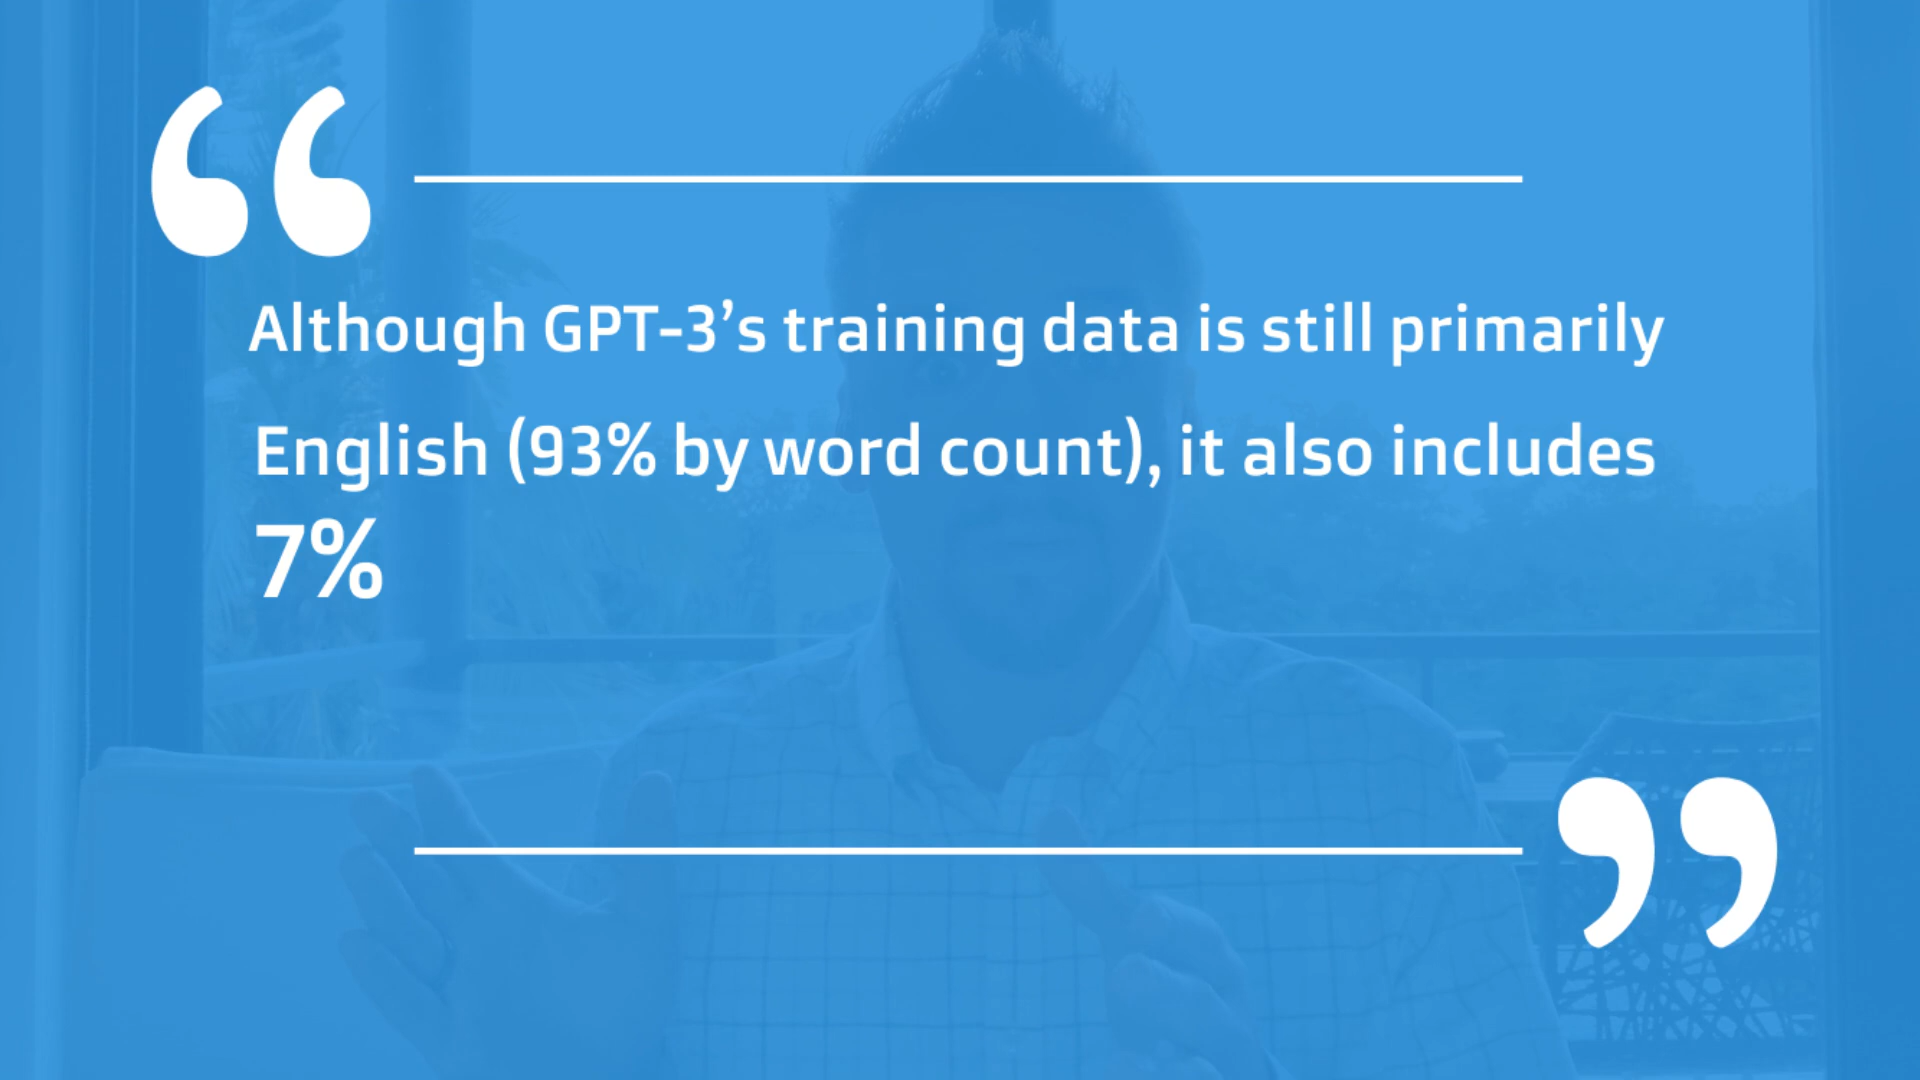 “
Although GPT-3’s training data is still primarily
English (93% by word count), it also includes
7%
”